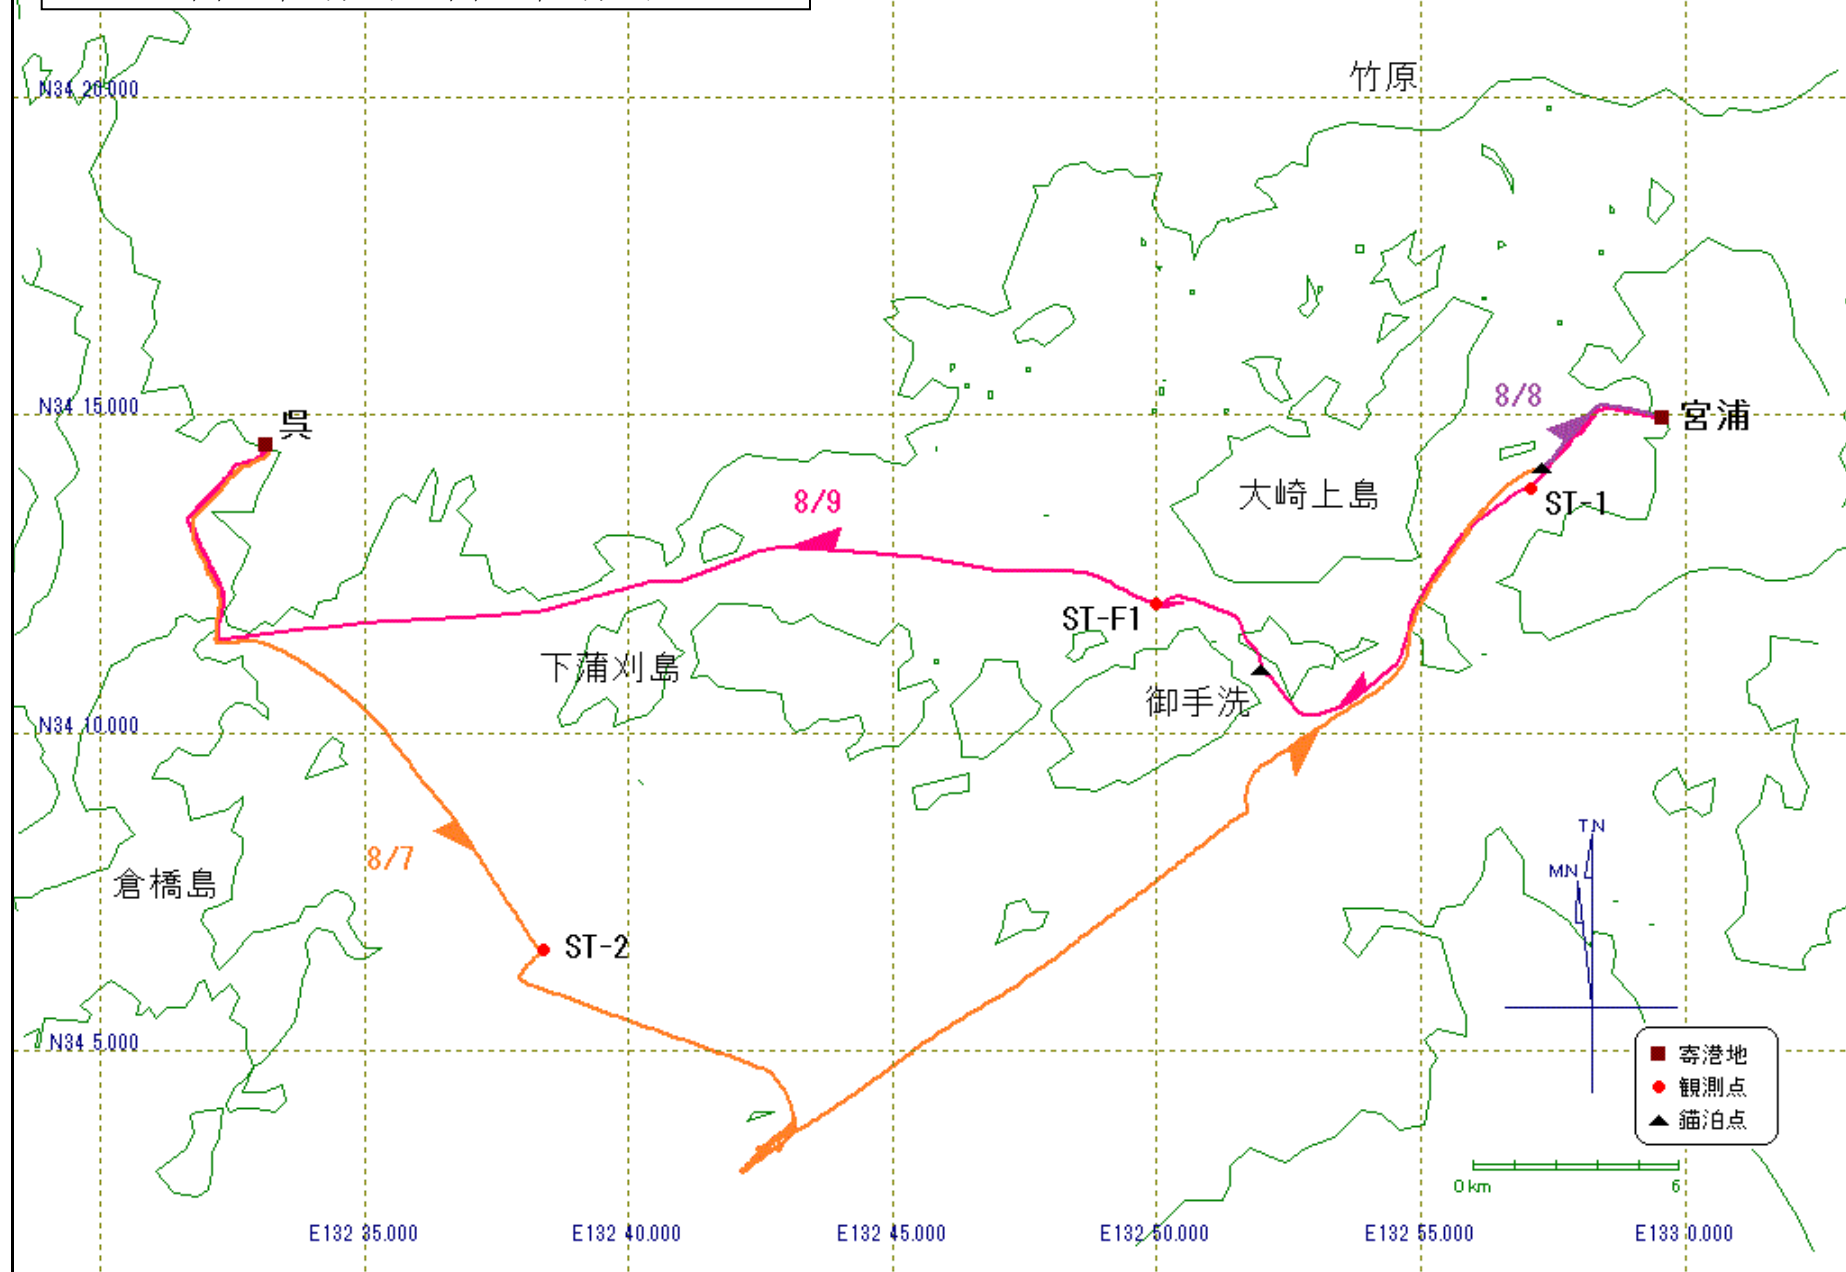 竹原
N34 20.000
8/8
N34 15.000
宮浦
呉
8/9
大崎上島
ST-1
ST-F1
下蒲刈島
御手洗
N34 10.000
T.N
8/7
M.N
倉橋島
ST-2
N34 5.000
寄港地
観測点
錨泊点
0 km 6
E132 35.000 E132 40.000 E132 45.000 E132 50.000 E132 55.000 E133 0.000